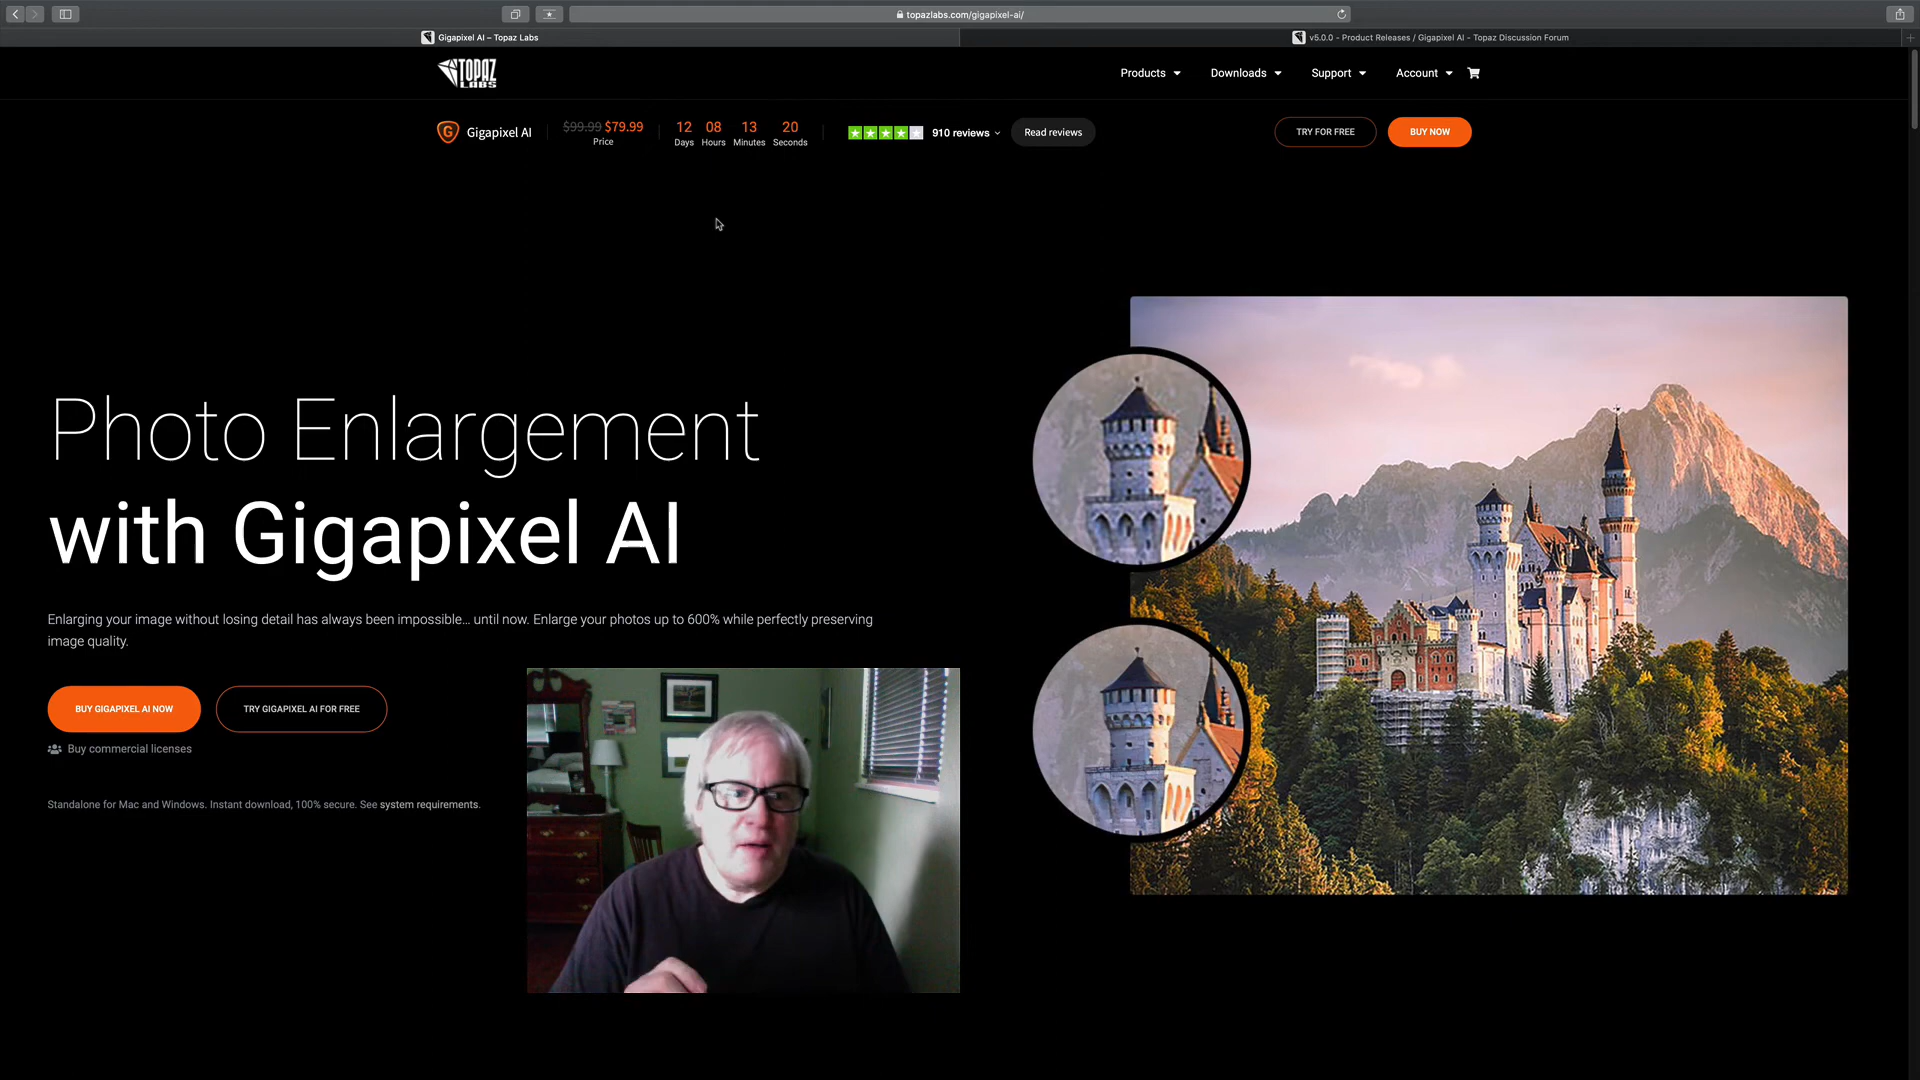 topazlabs.com/gigapixel-ai/
Gigapixel AI – Topaz Labs
v5.0.0 - Product Releases / Gigapixel AI - Topaz Discussion Forum
TOPAZ
LABS
Products
Downloads
Support
Account
G
Gigapixel AI
$99.99 $79.99
Price
12 08 13 20
Days Hours Minutes Seconds
910 reviews
Read reviews
TRY FOR FREE
BUY NOW
Photo Enlargement
with Gigapixel AI
Enlarging your image without losing detail has always been impossible... until now. Enlarge your photos up to 600% while perfectly preserving
image quality.
BUY GIGAPIXEL AI NOW
TRY GIGAPIXEL AI FOR FREE
Buy commercial licenses
Standalone for Mac and Windows. Instant download, 100% secure. See system requirements.